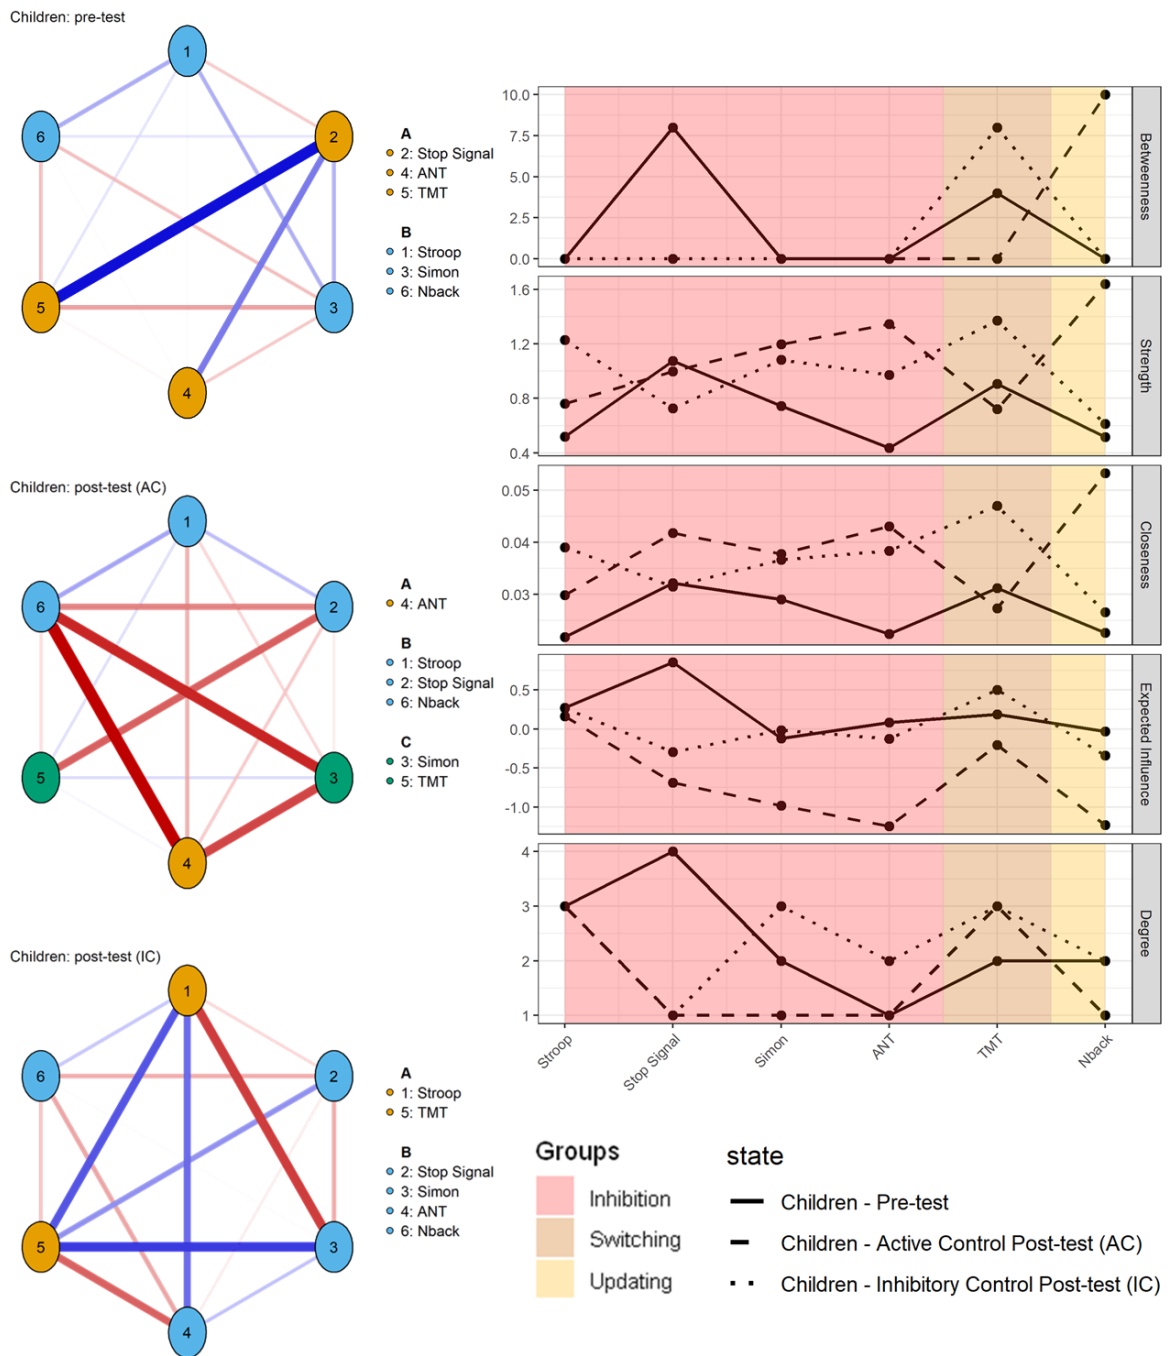 Children: pre-test
1
2
3
4
5
6
A
2: Stop Signal
4: ANT
5: TMT
B
1: Stroop
3: Simon
6: Nback
Children: post-test (AC)
1
2
3
4
5
6
A
4: ANT
B
1: Stroop
2: Stop Signal
6: Nback
C
3: Simon
5: TMT
Children: post-test (IC)
1
2
3
4
5
6
A
1: Stroop
5: TMT
B
2: Stop Signal
3: Simon
4: ANT
6: Nback
10.0
7.5
5.0
2.5
0.0
Betweenness
1.6
1.2
0.8
0.4
Strength
0.05
0.04
0.03
Closeness
0.5
0.0
-0.5
-1.0
Expected Influence
4
3
2
1
Degree
Stroop
Stop Signal
Simon
ANT
TMT
Nback
Groups
Inhibition
Switching
Updating
state
Children - Pre-test
Children - Active Control Post-test (AC)
Children - Inhibitory Control Post-test (IC)